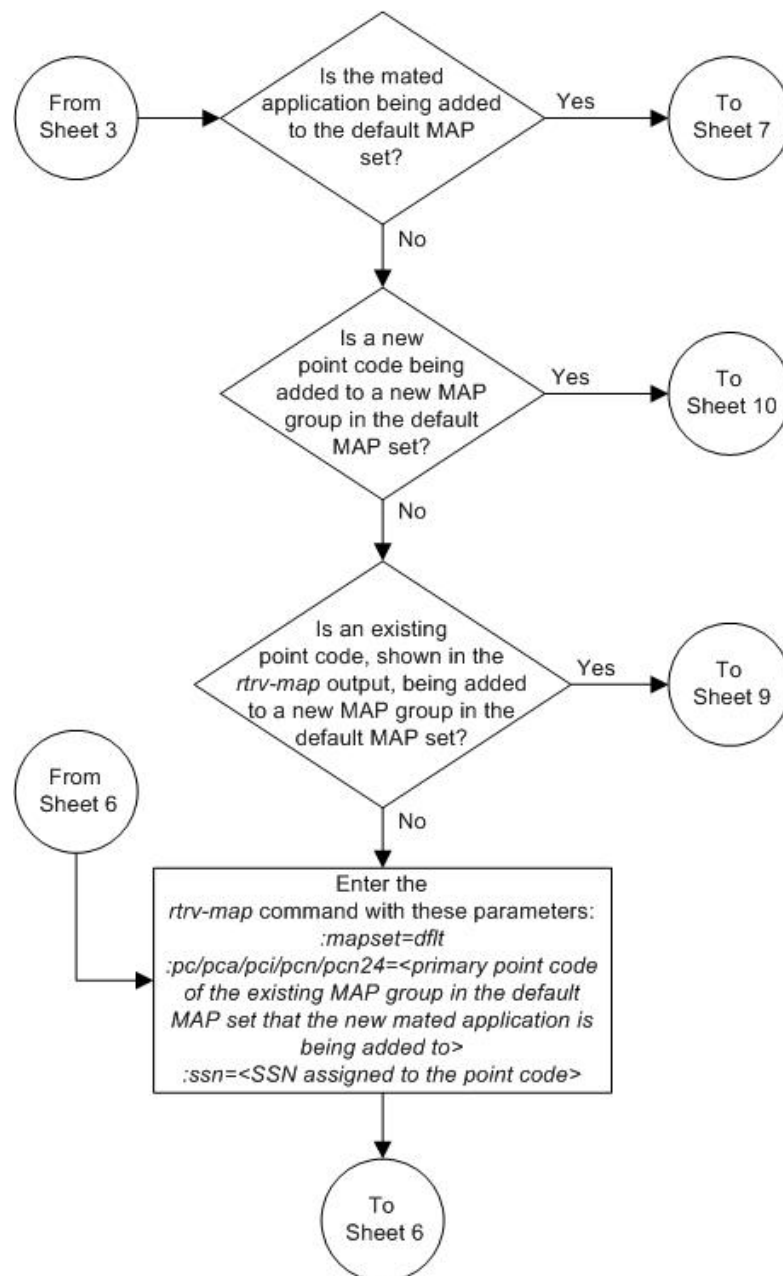 From
Sheet 3
Is the mated
application being added
to the default MAP
set?
Yes
To
Sheet 7
No
Is a new
point code being
added to a new MAP
group in the default
MAP set?
Yes
To
Sheet 10
No
Is an existing
point code, shown in the
rtrv-map output, being added
to a new MAP group in the
default MAP set?
Yes
To
Sheet 9
From
Sheet 6
No
Enter the
rtrv-map command with these parameters:
:mapset=dflt
:pc/pca/pci/pcn/pcn24=<primary point code
of the existing MAP group in the default
MAP set that the new mated application is
being added to>
:ssn=<SSN assigned to the point code>
To
Sheet 6